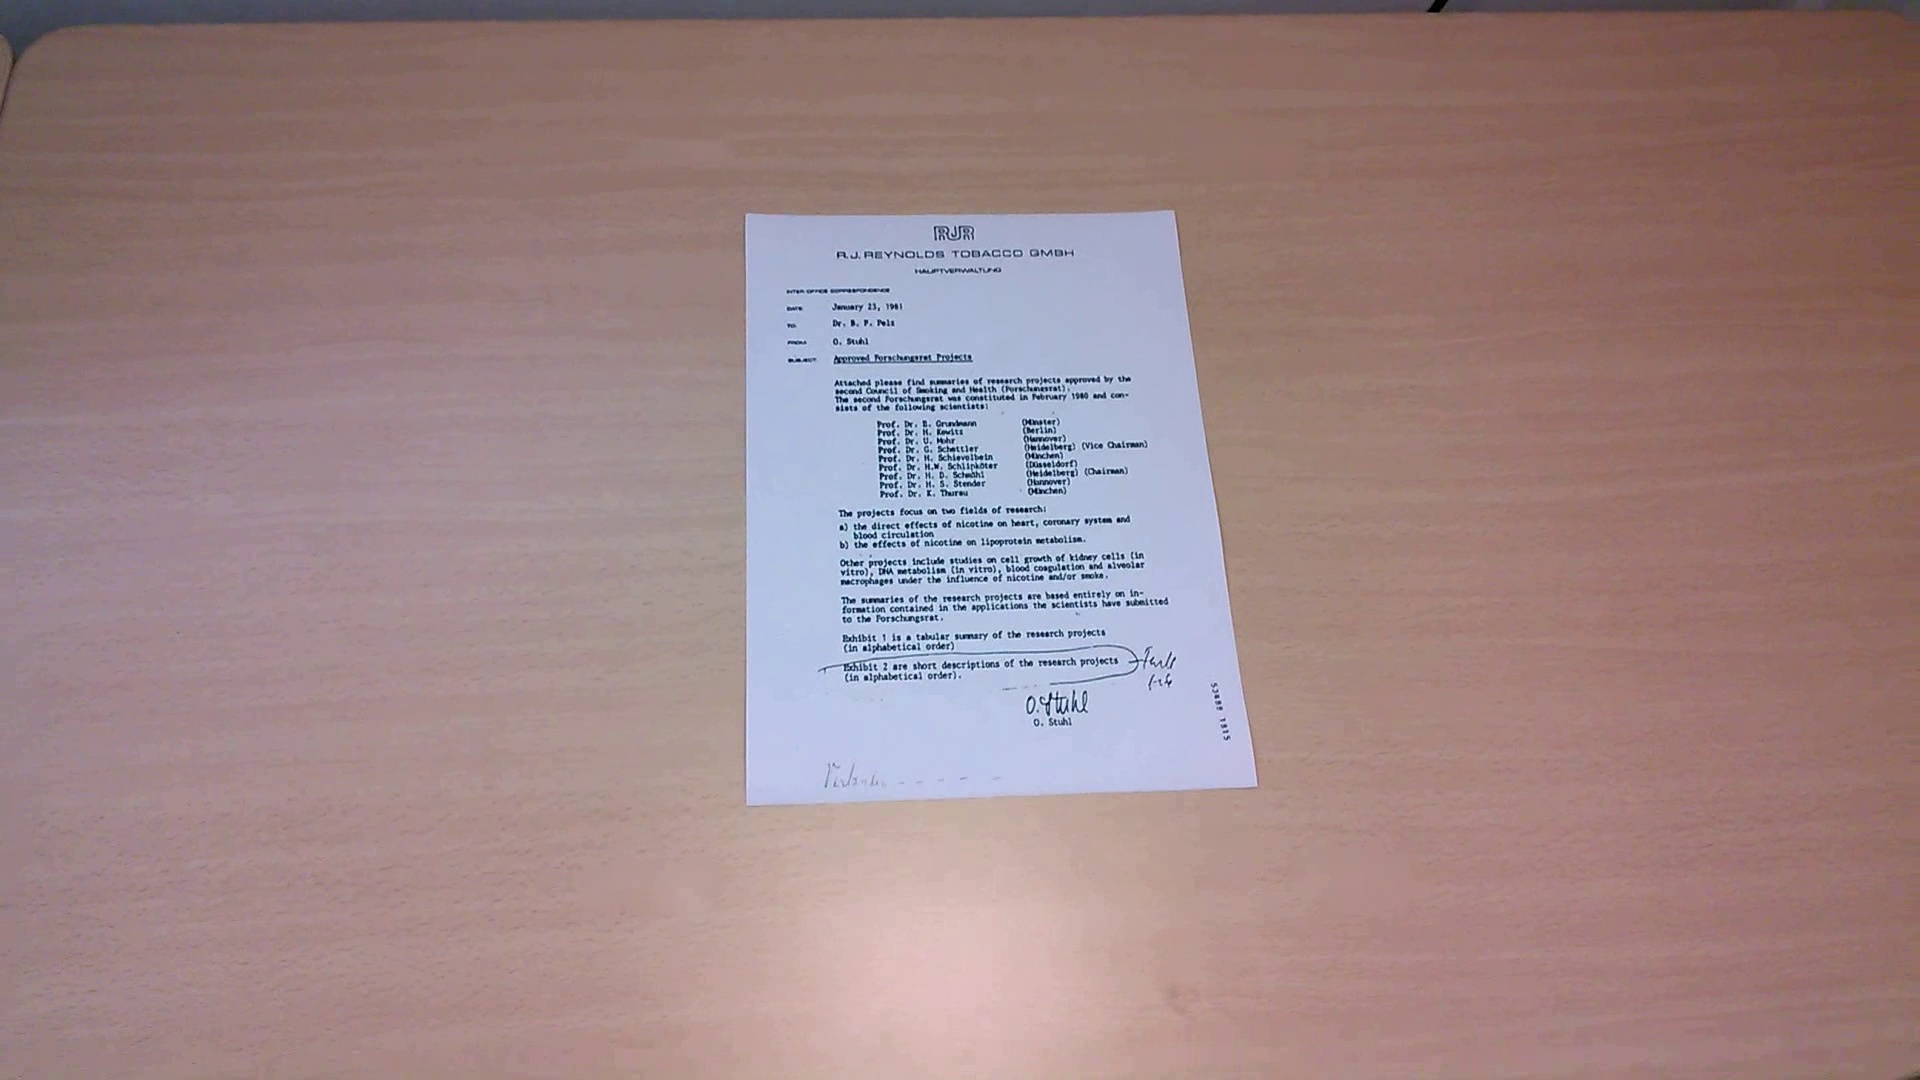 RJR
R.J. REYNOLDS TOBACCO GMBH
HAUPTVERWALTUNG
INTER-OFFICE CORRESPONDENCE
DATE: January 23, 1981
TO: Dr. B. F. Pelz
FROM: O. Stuhl
SUBJECT: Approved Forschungsrat Projects
Attached please find summaries of research projects approved by the
second Council of Smoking and Health (Forschungsrat).
The second Forschungsrat was constituted in February 1980 and con-
sists of the following scientists:
Prof. Dr. E. Grundmann (Münster)
Prof. Dr. H. Kewitz (Berlin)
Prof. Dr. U. Mohr (Hannover)
Prof. Dr. G. Schettler (Heidelberg) (Vice Chairman)
Prof. Dr. H. Schievelbein (München)
Prof. Dr. H.W. Schlipköter (Düsseldorf)
Prof. Dr. H. D. Schmähl (Heidelberg) (Chairman)
Prof. Dr. H. S. Stender (Hannover)
Prof. Dr. K. Thurau (München)
The projects focus on two fields of research:
a) the direct effects of nicotine on heart, coronary system and
blood circulation
b) the effects of nicotine on lipoprotein metabolism.
Other projects include studies on cell growth of kidney cells (in
vitro), DNA metabolism (in vitro), blood coagulation and alveolar
macrophages under the influence of nicotine and/or smoke.
The summaries of the research projects are based entirely on in-
formation contained in the applications the scientists have submitted
to the Forschungsrat.
Exhibit 1 is a tabular summary of the research projects
(in alphabetical order)
Exhibit 2 are short descriptions of the research projects
(in alphabetical order).
O. Stuhl
O. Stuhl